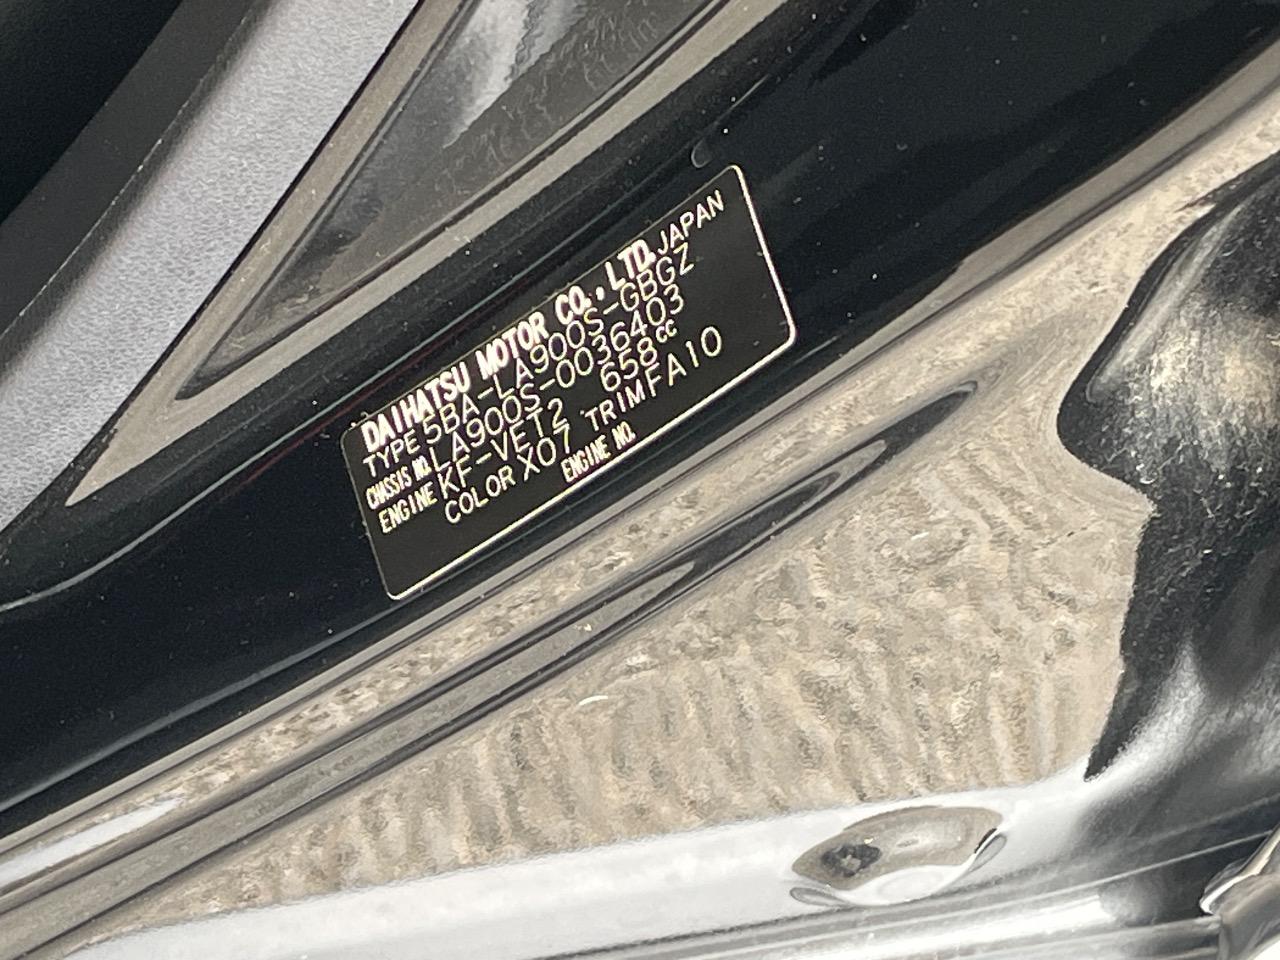 DAIHATSU MOTOR CO., LTD. JAPAN
TYPE 5BA-LA900S-GBGZ
CHASSIS NO. LA900S-0036403
ENGINE KF-VET2 658cc
COLOR X07 TRIM FA10
ENGINE NO.